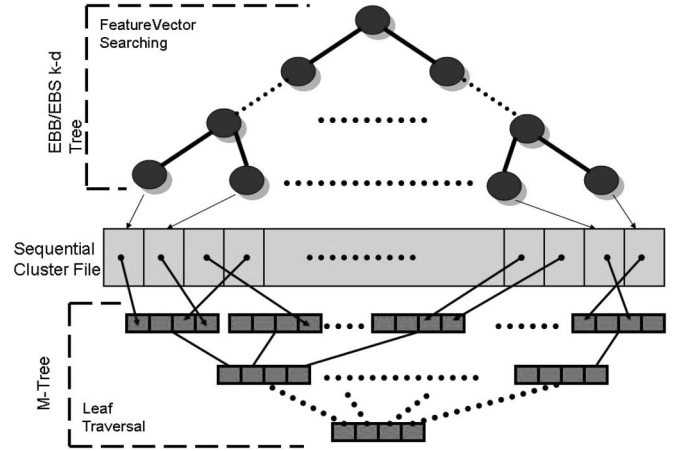 FeatureVector
Searching
EBB/EBS k-d
Tree
Sequential
Cluster File
M-Tree
Leaf
Traversal